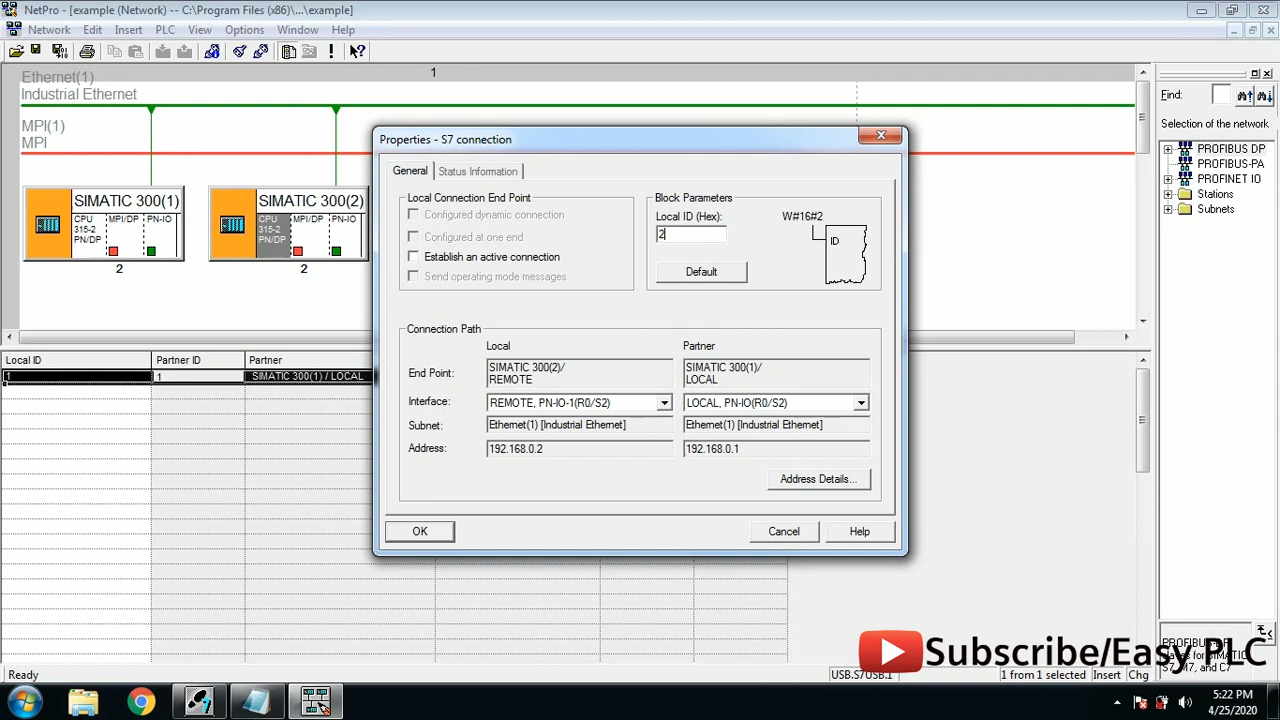 NetPro - [example (Network) -- C:\Program Files (x86)\...\example]
Network Edit Insert PLC View Options Window Help
1
Ethernet(1)
Industrial Ethernet
MPI(1)
MPI
SIMATIC 300(1)
CPU 315-2 PN/DP
MPI/DP
PN-IO
2
SIMATIC 300(2)
CPU 315-2 PN/DP
MPI/DP
PN-IO
2
Find:
Selection of the network
PROFIBUS DP
PROFIBUS-PA
PROFINET IO
Stations
Subnets
Properties - S7 connection
General Status Information
Local Connection End Point
Configured dynamic connection
Configured at one end
Establish an active connection
Send operating mode messages
Block Parameters
Local ID (Hex):
W#16#2
2
ID
Default
Connection Path
Local Partner
End Point: SIMATIC 300(2)/ SIMATIC 300(1)/
REMOTE LOCAL
Interface: REMOTE, PN-IO-1(R0/S2) LOCAL, PN-IO(R0/S2)
Subnet: Ethernet(1) [Industrial Ethernet] Ethernet(1) [Industrial Ethernet]
Address: 192.168.0.2 192.168.0.1
Address Details...
OK Cancel Help
Local ID Partner ID Partner
1 1 SIMATIC 300(1) / LOCAL
Subscribe/Easy PLC
S7, M7, and C7
Ready
USB.S7USB.1 1 from 1 selected Insert Chg
5:22 PM
4/25/2020